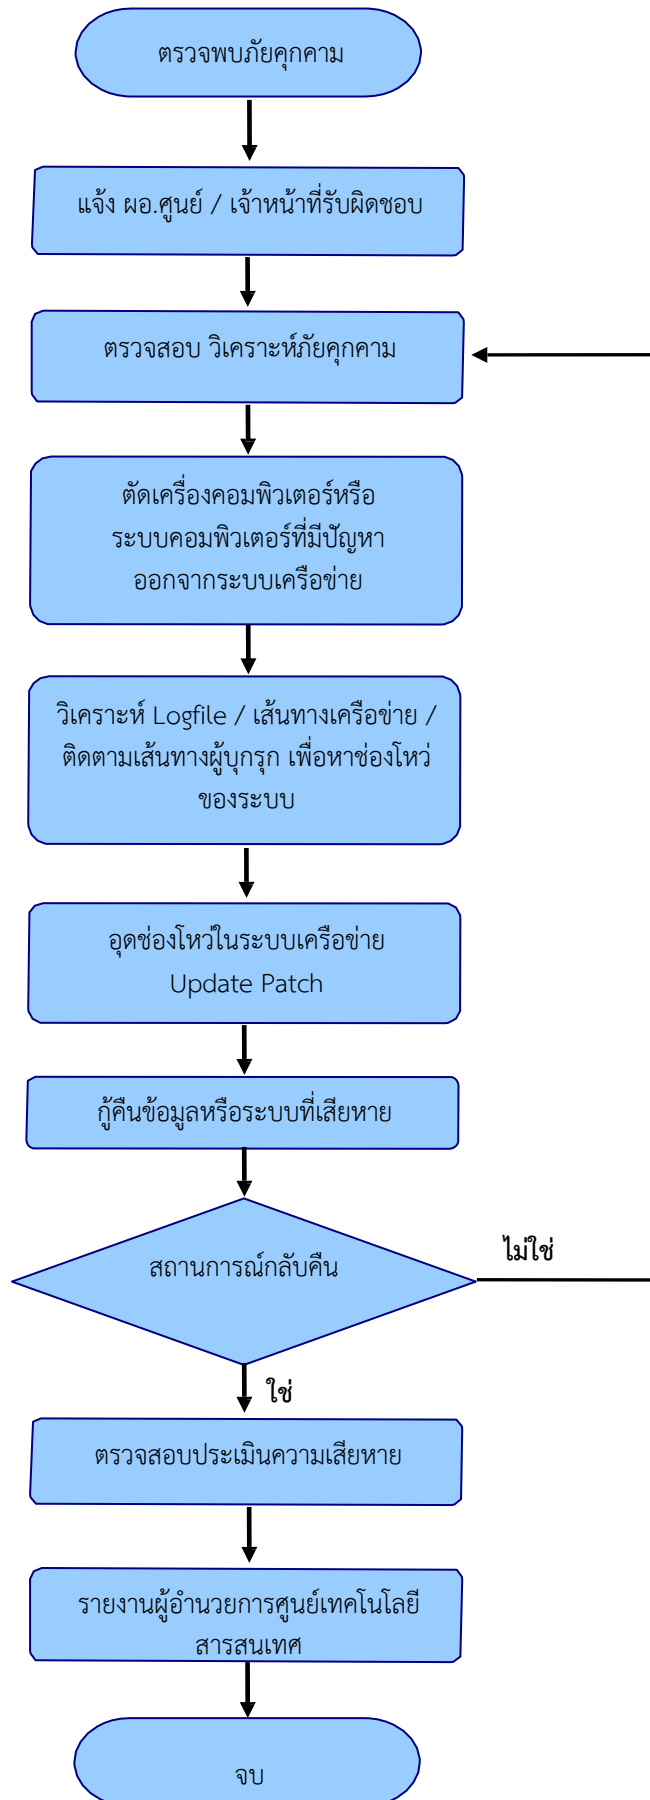 ตรวจพบภัยคุกคาม
แจ้ง ผอ.ศูนย์ / เจ้าหน้าที่รับผิดชอบ
ตรวจสอบ วิเคราะห์ภัยคุกคาม
ตัดเครื่องคอมพิวเตอร์หรือ
ระบบคอมพิวเตอร์ที่มีปัญหา
ออกจากระบบเครือข่าย
วิเคราะห์ Logfile / เส้นทางเครือข่าย /
ติดตามเส้นทางผู้บุกรุก เพื่อหาช่องโหว่
ของระบบ
อุดช่องโหว่ในระบบเครือข่าย
Update Patch
กู้คืนข้อมูลหรือระบบที่เสียหาย
สถานการณ์กลับคืน
ไม่ใช่
ใช่
ตรวจสอบประเมินความเสียหาย
รายงานผู้อำนวยการศูนย์เทคโนโลยี
สารสนเทศ
จบ